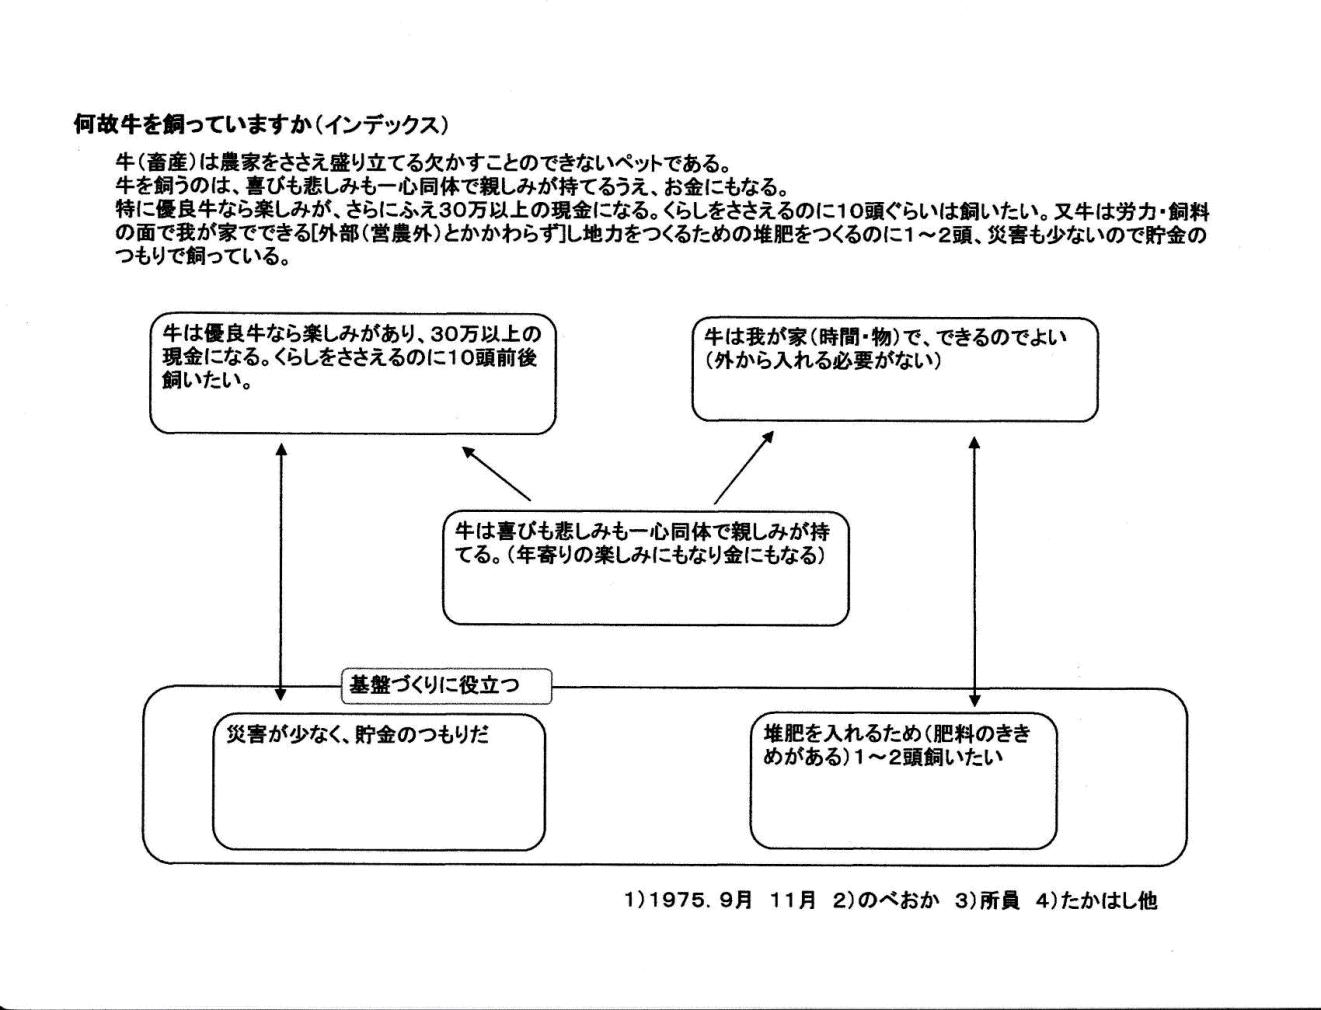 何故牛を飼っていますか(インデックス)
牛(畜産)は農家をささえ盛り立てる欠かすことのできないペットである。
牛を飼うのは、喜びも悲しみも一心同体で親しみが持てるうえ、お金にもなる。
特に優良牛なら楽しみが、さらにふえ30万以上の現金になる。くらしをささえるのに10頭ぐらいは飼いたい。又牛は労力・飼料
の面で我が家でできる[外部(営農外)とかかわらず]し地力をつくるための堆肥をつくるのに1～2頭、災害も少ないので貯金の
つもりで飼っている。
牛は優良牛なら楽しみがあり、30万以上の
現金になる。くらしをささえるのに10頭前後
飼いたい。
牛は我が家(時間・物)で、できるのでよい
(外から入れる必要がない)
牛は喜びも悲しみも一心同体で親しみが持
てる。(年寄りの楽しみにもなり金にもなる)
基盤づくりに役立つ
災害が少なく、貯金のつもりだ
堆肥を入れるため(肥料のきき
めがある)1～2頭飼いたい
1)1975.9月 11月 2)のべおか 3)所員 4)たかはし他